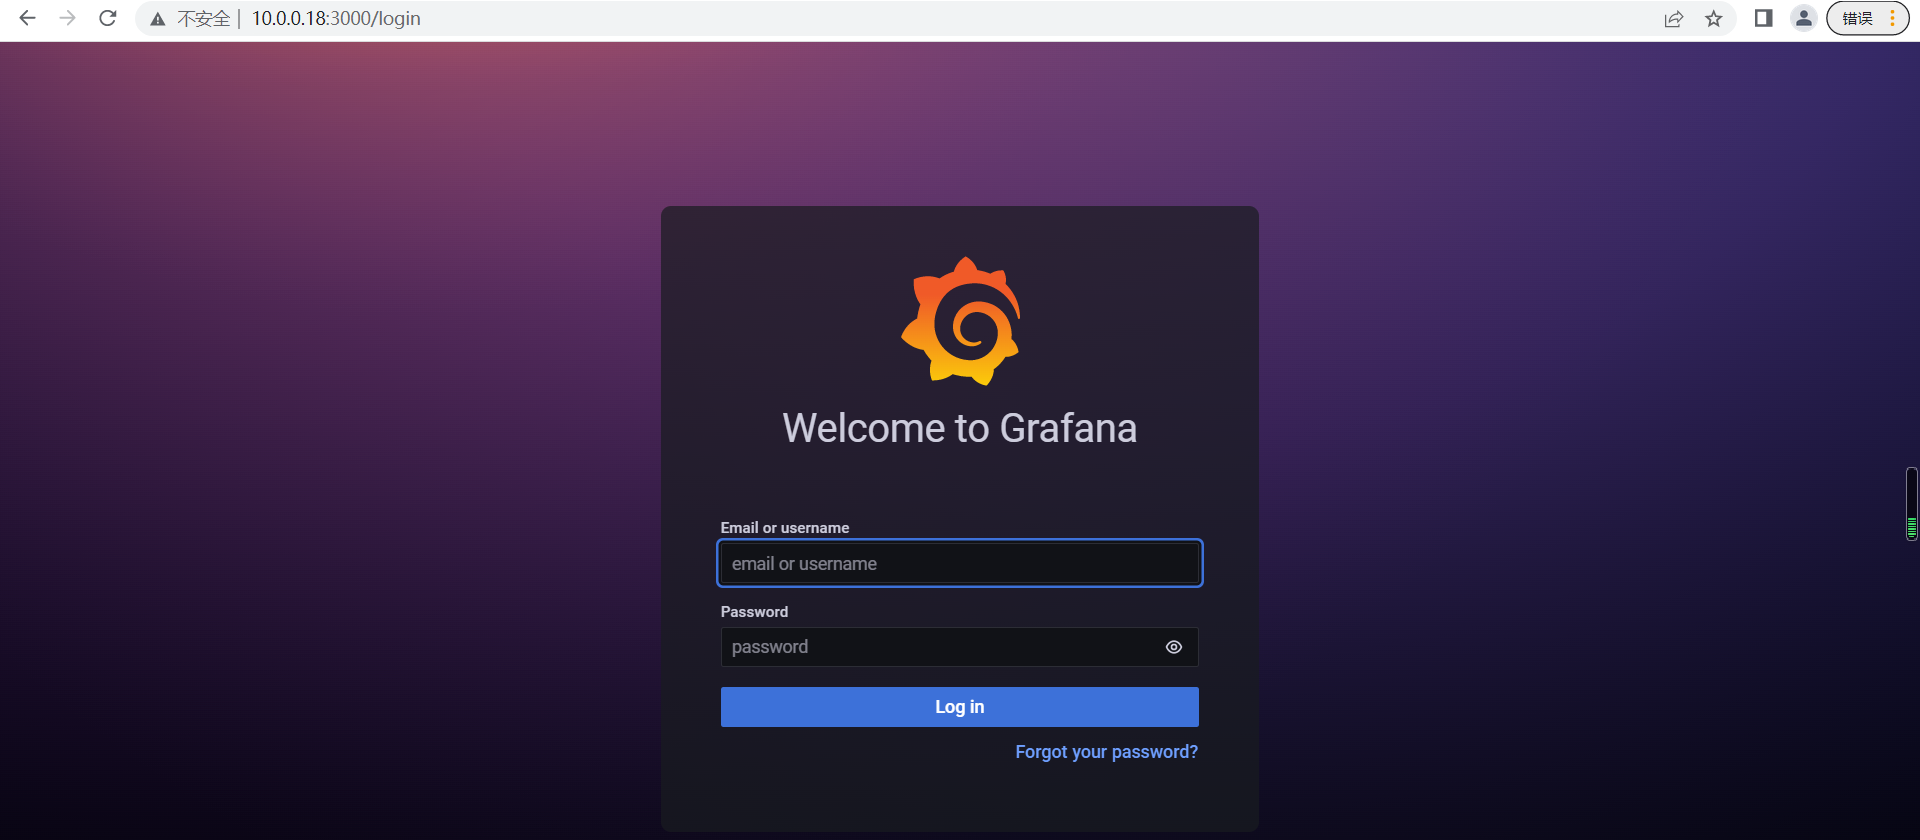 不安全 | 10.0.0.18:3000/login
错误
Welcome to Grafana
Email or username
email or username
Password
password
Log in
Forgot your password?